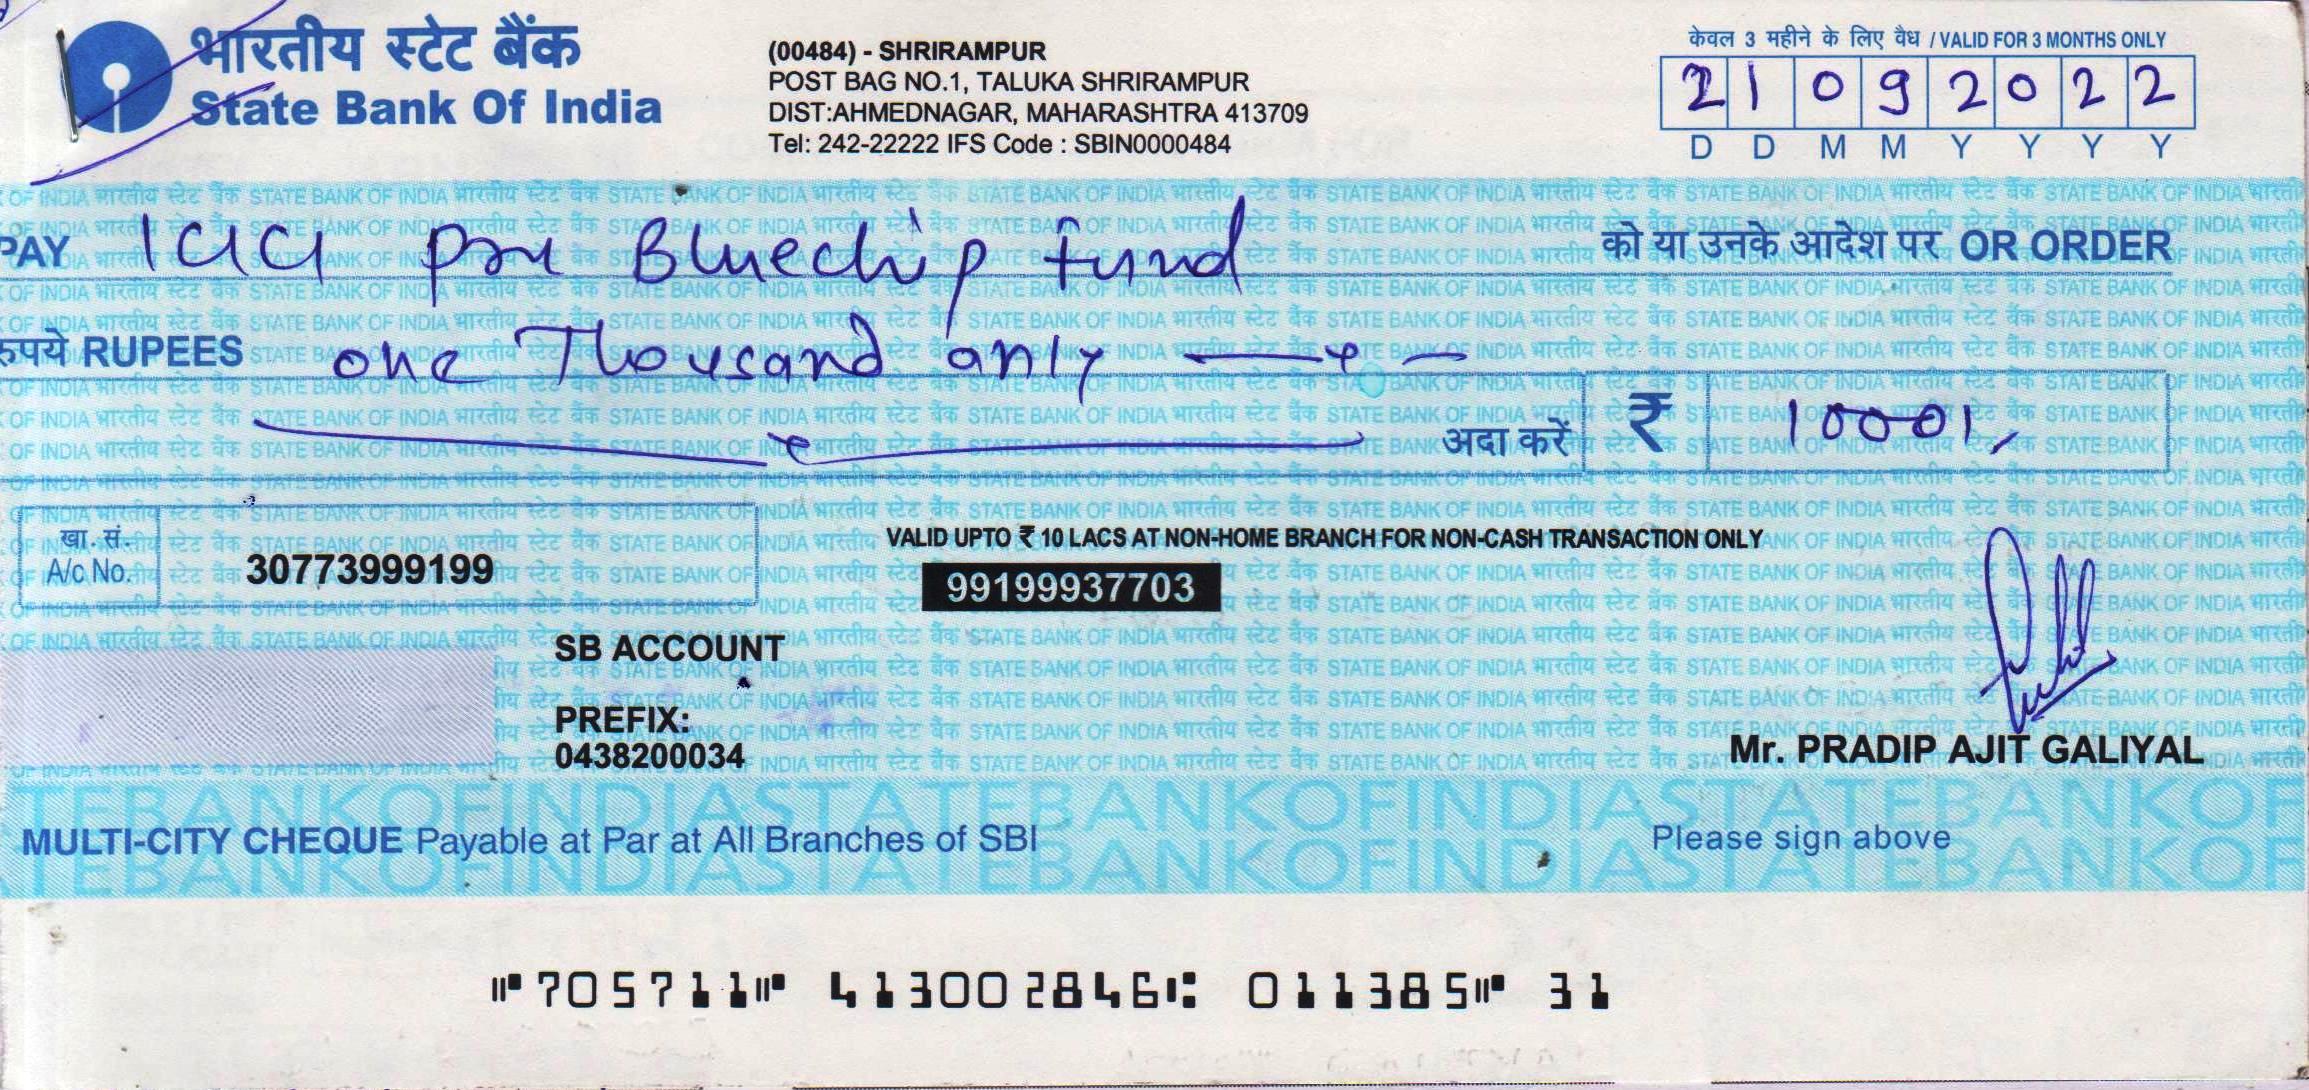 भारतीय स्टेट बैंक
State Bank Of India
(00484) - SHRIRAMPUR
POST BAG NO.1, TALUKA SHRIRAMPUR
DIST:AHMEDNAGAR, MAHARASHTRA 413709
Tel: 242-22222 IFS Code : SBIN0000484
केवल 3 महीने के लिए वैध / VALID FOR 3 MONTHS ONLY
21092022
D D M M Y Y Y Y
PAY ICICI Pru Bluechip Fund को या उनके आदेश पर OR ORDER
रुपये RUPEES one Thousand only
अदा करें ₹ 1000/-
खा. सं.
A/c No. 30773999199
VALID UPTO ₹ 10 LACS AT NON-HOME BRANCH FOR NON-CASH TRANSACTION ONLY
99199937703
SB ACCOUNT
PREFIX:
0438200034
Mr. PRADIP AJIT GALIYAL
MULTI-CITY CHEQUE Payable at Par at All Branches of SBI
Please sign above
⑈705711⑈ 413002846⑆ 011385⑈ 31